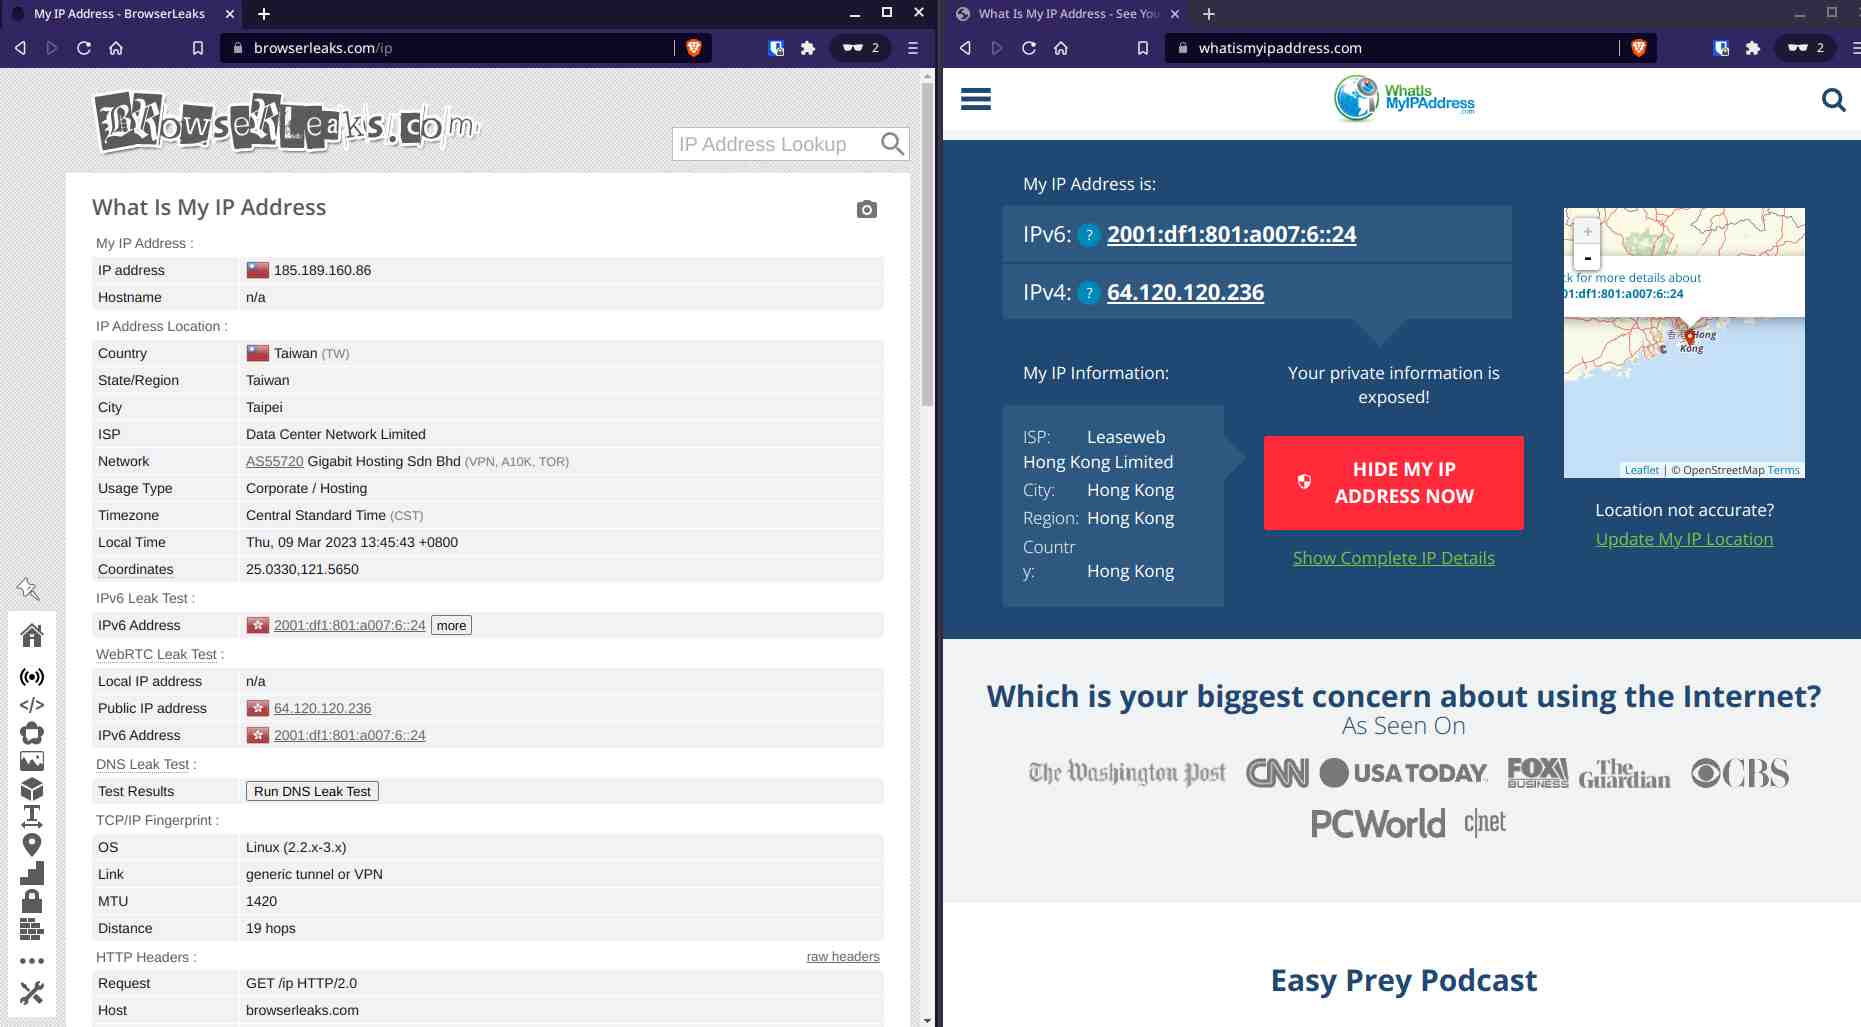 My IP Address - BrowserLeaks
browserleaks.com/ip
2
BrowserLeaks.com
IP Address Lookup
What Is My IP Address
My IP Address :
IP address 185.189.160.86
Hostname n/a
IP Address Location :
Country Taiwan (TW)
State/Region Taiwan
City Taipei
ISP Data Center Network Limited
Network AS55720 Gigabit Hosting Sdn Bhd (VPN, A10K, TOR)
Usage Type Corporate / Hosting
Timezone Central Standard Time (CST)
Local Time Thu, 09 Mar 2023 13:45:43 +0800
Coordinates 25.0330,121.5650
IPv6 Leak Test :
IPv6 Address 2001:df1:801:a007:6::24 more
WebRTC Leak Test :
Local IP address n/a
Public IP address 64.120.120.236
IPv6 Address 2001:df1:801:a007:6::24
DNS Leak Test :
Test Results Run DNS Leak Test
TCP/IP Fingerprint :
OS Linux (2.2.x-3.x)
Link generic tunnel or VPN
MTU 1420
Distance 19 hops
HTTP Headers : raw headers
Request GET /ip HTTP/2.0
Host browserleaks.com
What Is My IP Address - See You
whatismyipaddress.com
2
WhatIs
MyIPAddress
.com
My IP Address is:
IPv6: ? 2001:df1:801:a007:6::24
IPv4: ? 64.120.120.236
My IP Information:
ISP: Leaseweb
Hong Kong Limited
City: Hong Kong
Region: Hong Kong
Countr
y: Hong Kong
Your private information is
exposed!
HIDE MY IP
ADDRESS NOW
Show Complete IP Details
+
-
ck for more details about
01:df1:801:a007:6::24
香港 Hong
Kong
Leaflet | © OpenStreetMap Terms
Location not accurate?
Update My IP Location
Which is your biggest concern about using the Internet?
As Seen On
The Washington Post CNN USA TODAY FOX BUSINESS The Guardian CBS
PCWorld c|net
Easy Prey Podcast